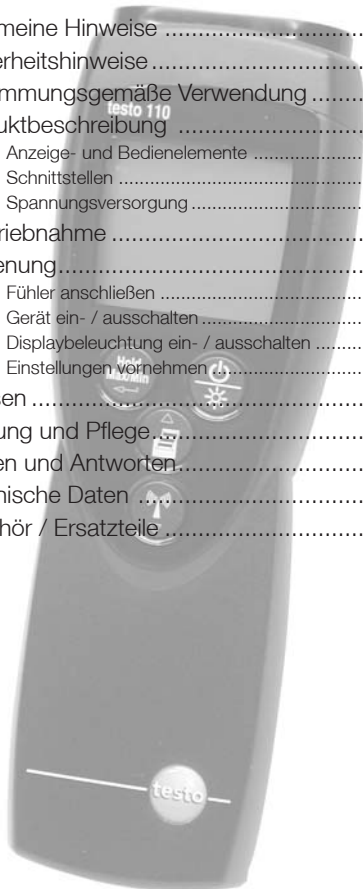 meine Hinweise
erheitshinweise
mmungsgemäße Verwendung
testo 110
uktbeschreibung
Anzeige- und Bedienelemente
Schnittstellen
Spannungsversorgung
riebnahme
enung
Fühler anschließen
Gerät ein- / ausschalten
Displaybeleuchtung ein- / ausschalten
Hold
Max/Min
Einstellungen vornehmen
en
ung und Pflege
en und Antworten
nische Daten
hör / Ersatzteile
testo